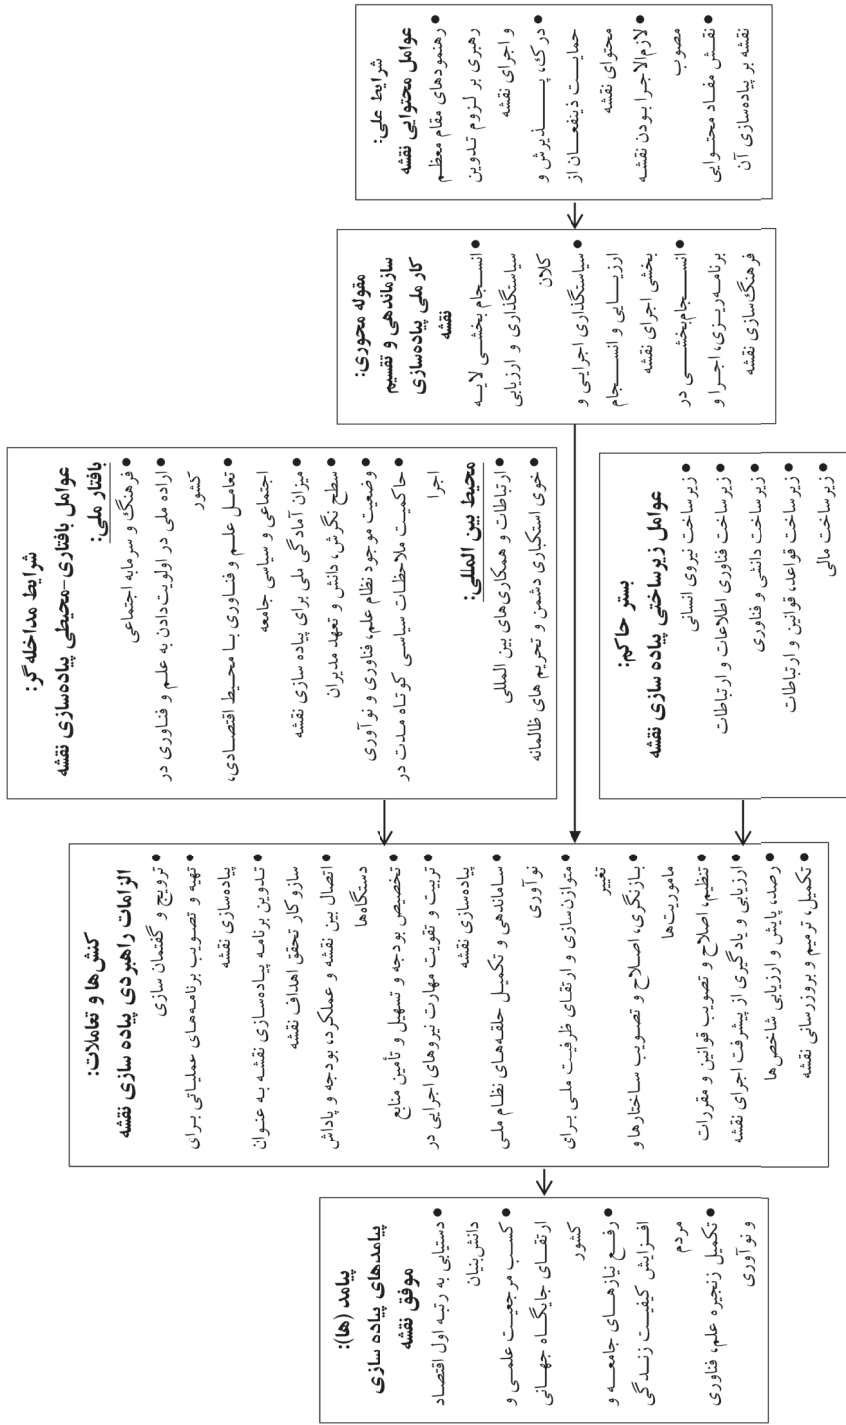 شرایط علی:
عوامل محتوایی نقشه
• رهنمودهای مقام معظم
رهبری بر لزوم تدوین
و اجرای نقشه
• درک، پذیرش و
حمایت ذینفعان از
محتوای نقشه
• لازم‌الاجرا بودن نقشه
مصوب
• نقش مفاد محتوایی
نقشه بر پیاده‌سازی آن
مقوله محوری:
سازماندهی و تقسیم
کار ملی پیاده‌سازی
نقشه
• انسجام بخشی لایه
سیاستگذاری و ارزیابی
کلان
• سیاستگذاری اجرایی و
ارزیابی و انسجام
بخشی اجرای نقشه
• انسجام‌بخشی در
برنامه‌ریزی، اجرا و
فرهنگ‌سازی نقشه
شرایط مداخله‌گر:
عوامل بافتاری-محیطی پیاده‌سازی نقشه
بافتار ملی:
• فرهنگ و سرمایه اجتماعی
• اراده ملی در اولویت‌دادن به علم و فناوری در
کشور
• تعامل علم و فناوری با محیط اقتصادی،
اجتماعی و سیاسی جامعه
• میزان آمادگی ملی برای پیاده سازی نقشه
• سطح نگرش، دانش و تعهد مدیران
• وضعیت موجود نظام علم، فناوری و نوآوری
• حاکمیت ملاحظات سیاسی کوتاه مدت در
اجرا
محیط بین المللی:
• ارتباطات و همکاری‌های بین المللی
• خوی استکباری دشمن و تحریم های ظالمانه
بستر حاکم:
عوامل زیرساختی پیاده سازی نقشه
• زیرساخت نیروی انسانی
• زیرساخت فناوری اطلاعات و ارتباطات
• زیرساخت دانشی و فناوری
• زیرساخت قواعد، قوانین و ارتباطات
• زیرساخت مالی
کنش‌ها و تعاملات:
الزامات راهبردی پیاده سازی نقشه
• ترویج و گفتمان سازی
• تهیه و تصویب برنامه‌های عملیاتی برای
پیاده‌سازی نقشه
• تدوین برنامه پیاده‌سازی نقشه به عنوان
سازوکار تحقق اهداف نقشه
• اتصال بین نقشه و عملکرد، بودجه و پاداش
دستگاه‌ها
• تخصیص بودجه و تسهیل و تأمین منابع
• تربیت و تقویت مهارت نیروهای اجرایی در
پیاده‌سازی نقشه
• ساماندهی و تکمیل حلقه‌های نظام ملی
نوآوری
• متوازن‌سازی و ارتقای ظرفیت ملی برای
تغییر
• بازنگری، اصلاح و تصویب ساختارها و
ماموریت‌ها
• تنظیم، اصلاح و تصویب قوانین و مقررات
• ارزیابی و یادگیری از پیشرفت اجرای نقشه
• رصد، پایش و ارزیابی شاخص‌ها
• تکمیل، ترمیم و بروزرسانی نقشه
پیامد (ها):
پیامدهای پیاده سازی
موفق نقشه
• دستیابی به رتبه اول اقتصاد
دانش‌بنیان
• کسب مرجعیت علمی و
ارتقای جایگاه جهانی
کشور
• رفع نیازهای جامعه و
افزایش کیفیت زندگی
مردم
• تکمیل زنجیره علم، فناوری
و نوآوری